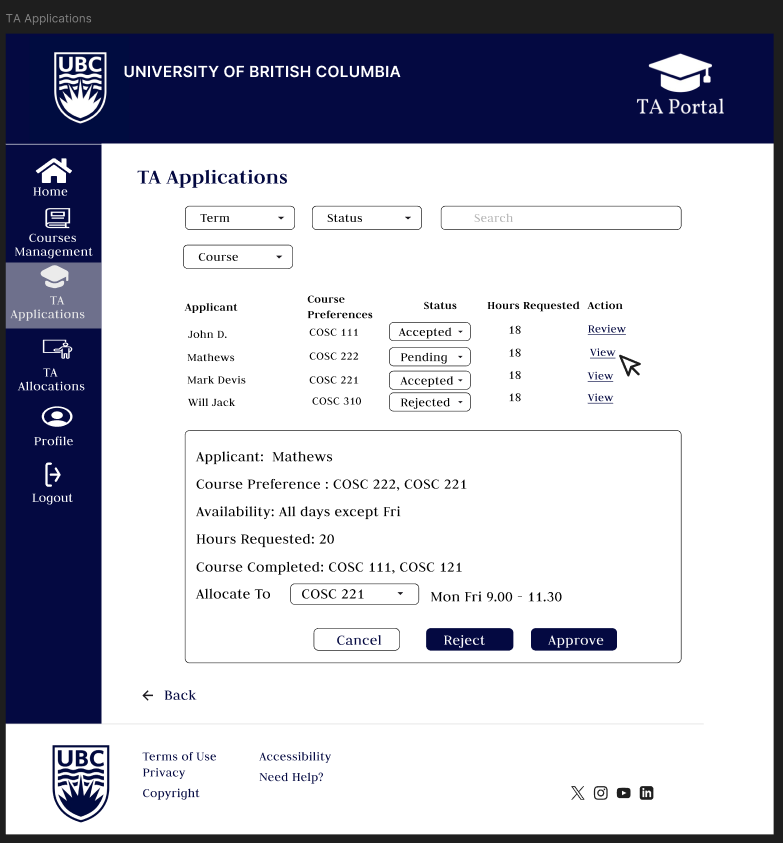 TA Applications
UBC
UNIVERSITY OF BRITISH COLUMBIA
TA Portal
Home
Courses
Management
TA
Applications
TA
Allocations
Profile
Logout
TA Applications
Term
Status
Search
Course
Applicant
Course
Preferences
Status
Hours Requested
Action
John D.
COSC 111
Accepted
18
Review
Mathews
COSC 222
Pending
18
View
Mark Devis
COSC 221
Accepted
18
View
Will Jack
COSC 310
Rejected
18
View
Applicant: Mathews
Course Preference : COSC 222, COSC 221
Availability: All days except Fri
Hours Requested: 20
Course Completed: COSC 111, COSC 121
Allocate To
COSC 221
Mon Fri 9.00 - 11.30
Cancel
Reject
Approve
Back
UBC
Terms of Use
Privacy
Copyright
Accessibility
Need Help?